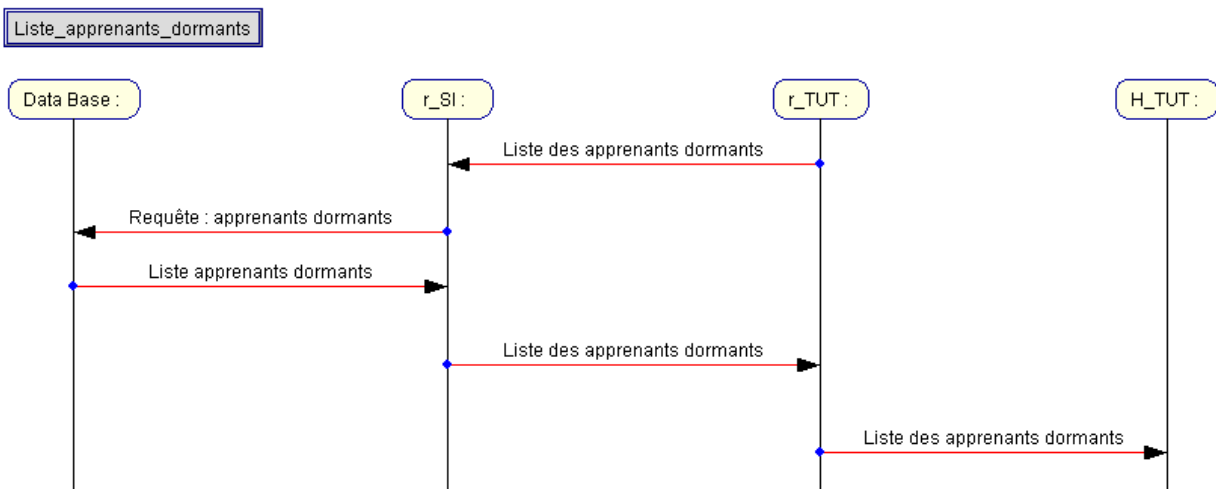 Liste_apprenants_dormants
Data Base :
r_SI :
r_TUT :
H_TUT :
Liste des apprenants dormants
Requête : apprenants dormants
Liste apprenants dormants
Liste des apprenants dormants
Liste des apprenants dormants